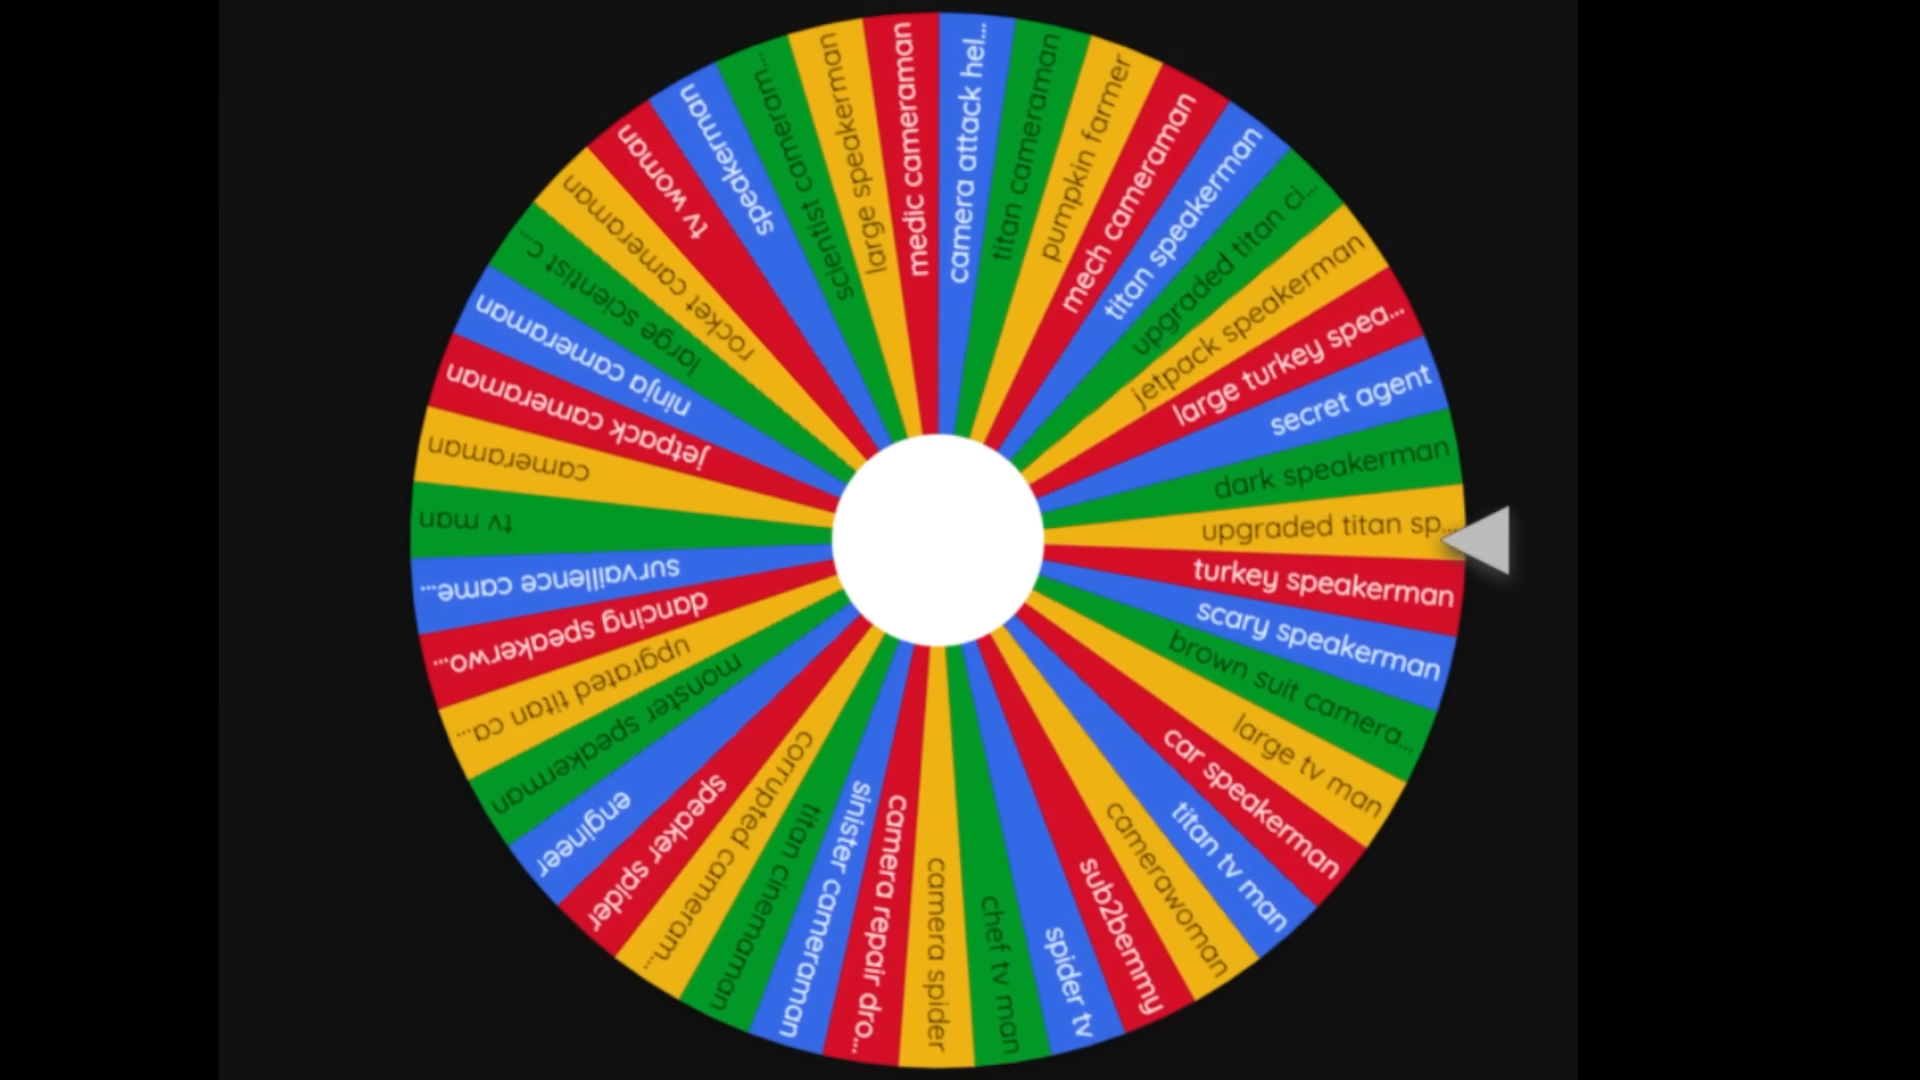 camera attack hel...
titan cameraman
pumpkin farmer
mech cameraman
titan speakerman
upgraded titan ci...
jetpack speakerman
large turkey spea...
secret agent
dark speakerman
upgraded titan sp...
turkey speakerman
scary speakerman
brown suit camera...
large tv man
car speakerman
titan tv man
camerawoman
sub2bemmy
spider tv
chef tv man
camera spider
camera repair dro...
sinister cameraman
titan cinemaman
corrupted cameram...
speaker spider
engineer
monster speakerman
upgrated titan ca...
dancing speakerwo...
survaillence came...
tv man
cameraman
jetpack cameraman
ninja cameraman
large scientist c...
rocket cameraman
tv woman
speakerman
scientist cameram...
large speakerman
medic cameraman